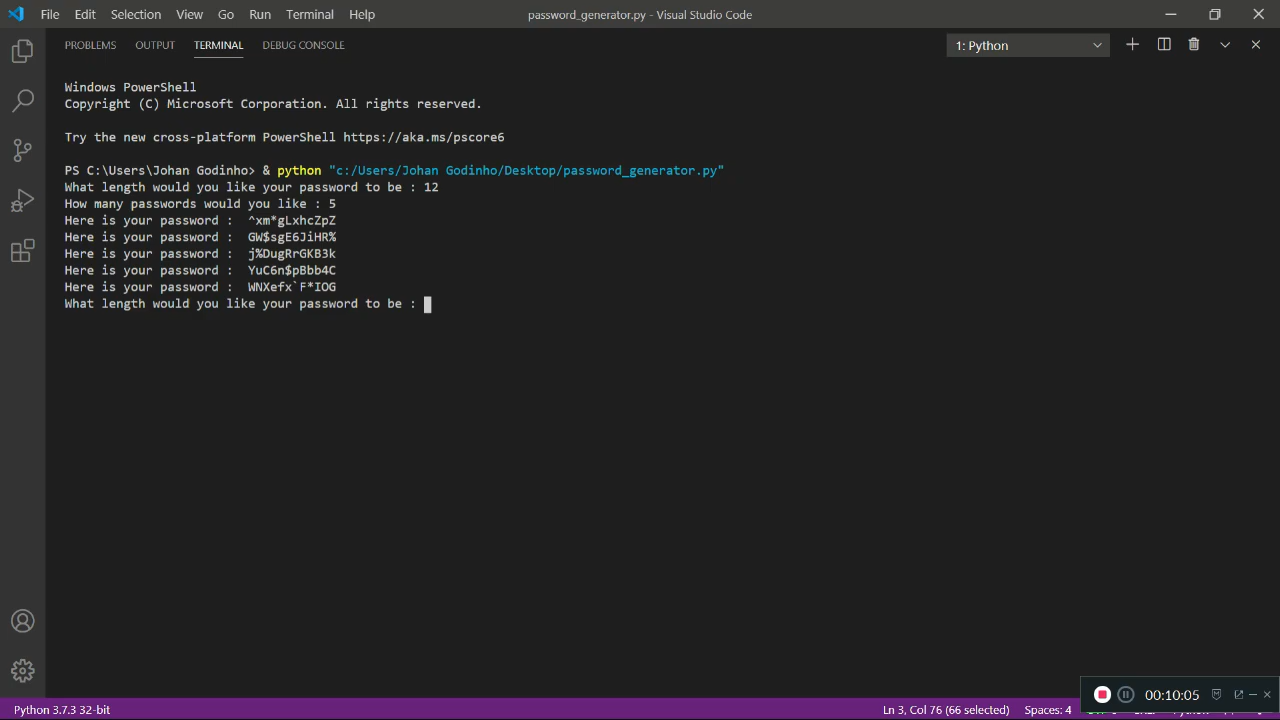 File Edit Selection View Go Run Terminal Help
password_generator.py - Visual Studio Code
PROBLEMS OUTPUT TERMINAL DEBUG CONSOLE
1: Python
Windows PowerShell
Copyright (C) Microsoft Corporation. All rights reserved.
Try the new cross-platform PowerShell https://aka.ms/pscore6
PS C:\Users\Johan Godinho> & python "c:/Users/Johan Godinho/Desktop/password_generator.py"
What length would you like your password to be : 12
How many passwords would you like : 5
Here is your password :  ^xm*gLxhcZpZ
Here is your password :  GW$sgE6JiHR%
Here is your password :  j%DugRrGKB3k
Here is your password :  YuC6n$pBbb4C
Here is your password :  WNXefx`F*IOG
What length would you like your password to be :
00:10:05
Python 3.7.3 32-bit
Ln 3, Col 76 (66 selected)
Spaces: 4